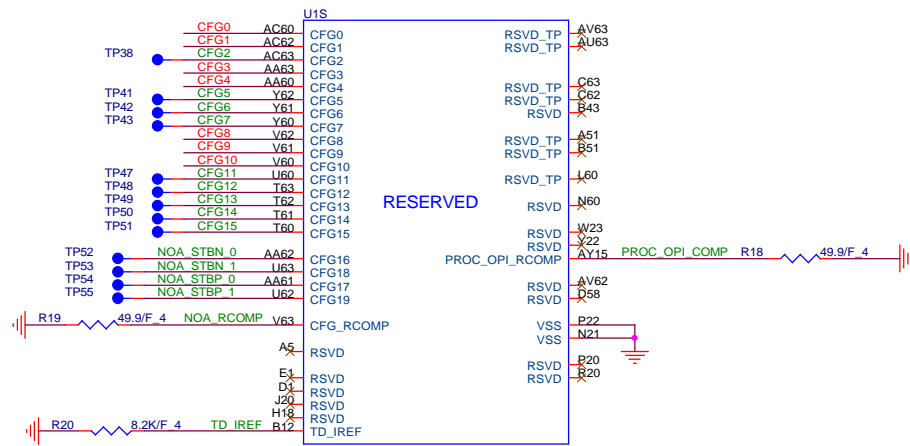 U1S
CFG0 AC60 CFG0 RSVD_TP AV63
CFG1 AC62 CFG1 RSVD_TP AU63
TP38 CFG2 AC63 CFG2
CFG3 AA63 CFG3
CFG4 AA60 CFG4 RSVD_TP C63
TP41 CFG5 Y62 CFG5 RSVD_TP C62
TP42 CFG6 Y61 CFG6 RSVD B43
TP43 CFG7 Y60 CFG7
CFG8 V62 CFG8 RSVD_TP A51
CFG9 V61 CFG9 RSVD_TP B51
CFG10 V60 CFG10
TP47 CFG11 U60 CFG11 RSVD_TP L60
TP48 CFG12 T63 CFG12
TP49 CFG13 T62 CFG13 RSVD N60
TP50 CFG14 T61 CFG14
TP51 CFG15 T60 CFG15 RSVD W23
RESERVED
RSVD Y22
TP52 NOA_STBN_0 AA62 CFG16 PROC_OPI_RCOMP AY15 PROC_OPI_COMP R18 49.9/F_4
TP53 NOA_STBN_1 U63 CFG18
TP54 NOA_STBP_0 AA61 CFG17 RSVD AV62
TP55 NOA_STBP_1 U62 CFG19 RSVD D58
R19 49.9/F_4 NOA_RCOMP V63 CFG_RCOMP VSS P22
VSS N21
A5 RSVD
RSVD P20
E1 RSVD RSVD R20
D1 RSVD
J20 RSVD
H18 RSVD
R20 8.2K/F_4 TD_IREF B12 TD_IREF